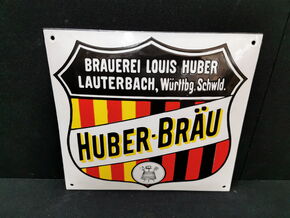 BRAUEREI LOUIS HUBER
LAUTERBACH, Württbg. Schwld.
HUBER-BRÄU